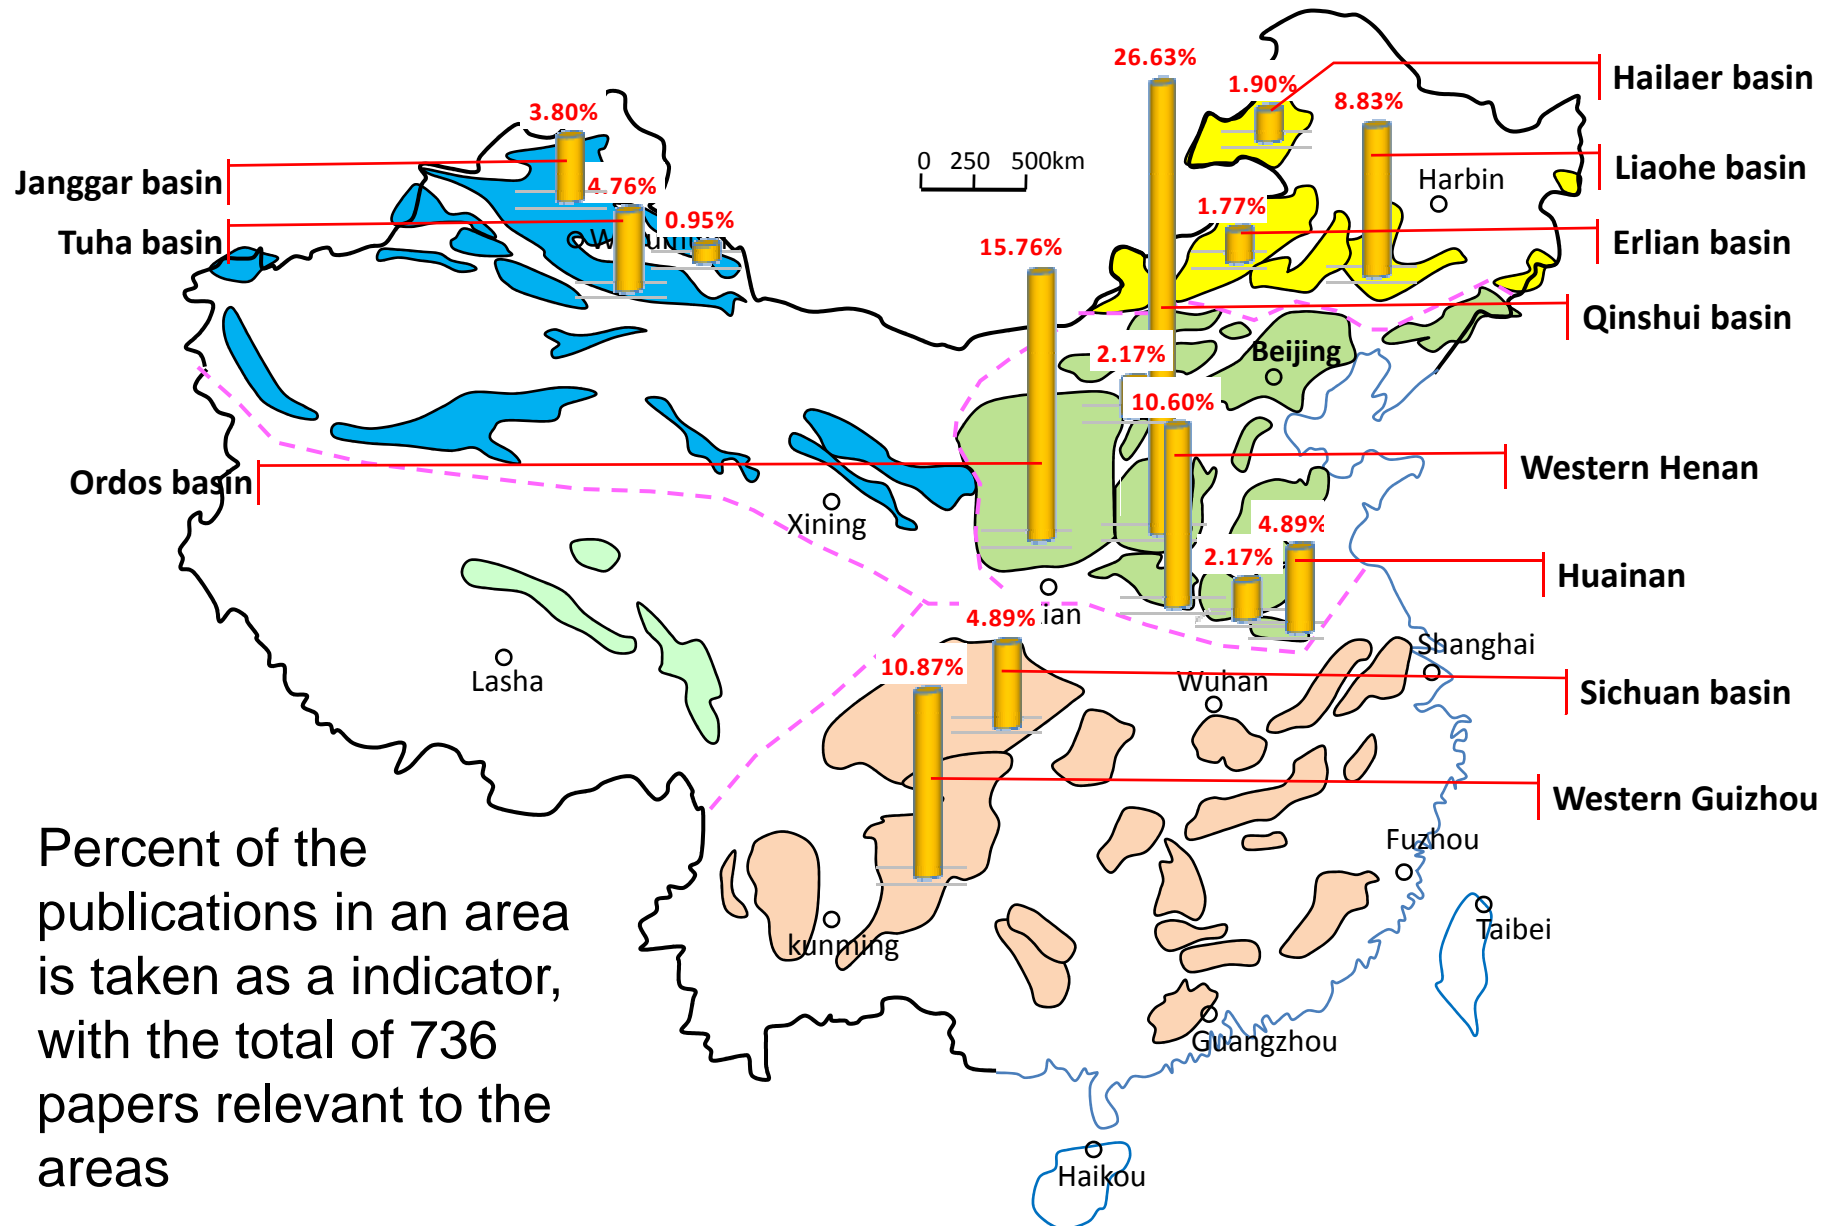 26.63%
Hailaer basin
1.90%
8.83%
3.80%
0 250 500km
Liaohe basin
Janggar basin
Harbin
4.76%
1.77%
0.95%
Tuha basin
Erlian basin
15.76%
Qinshui basin
2.17%
Beijing
10.60%
Western Henan
Ordos basin
Xining
4.89%
2.17%
Huainan
ian
4.89%
Shanghai
10.87%
Lasha
Wuhan
Sichuan basin
Western Guizhou
Fuzhou
Percent of the
publications in an area
is taken as a indicator,
with the total of 736
papers relevant to the
areas
kunming
Taibei
Guangzhou
Haikou